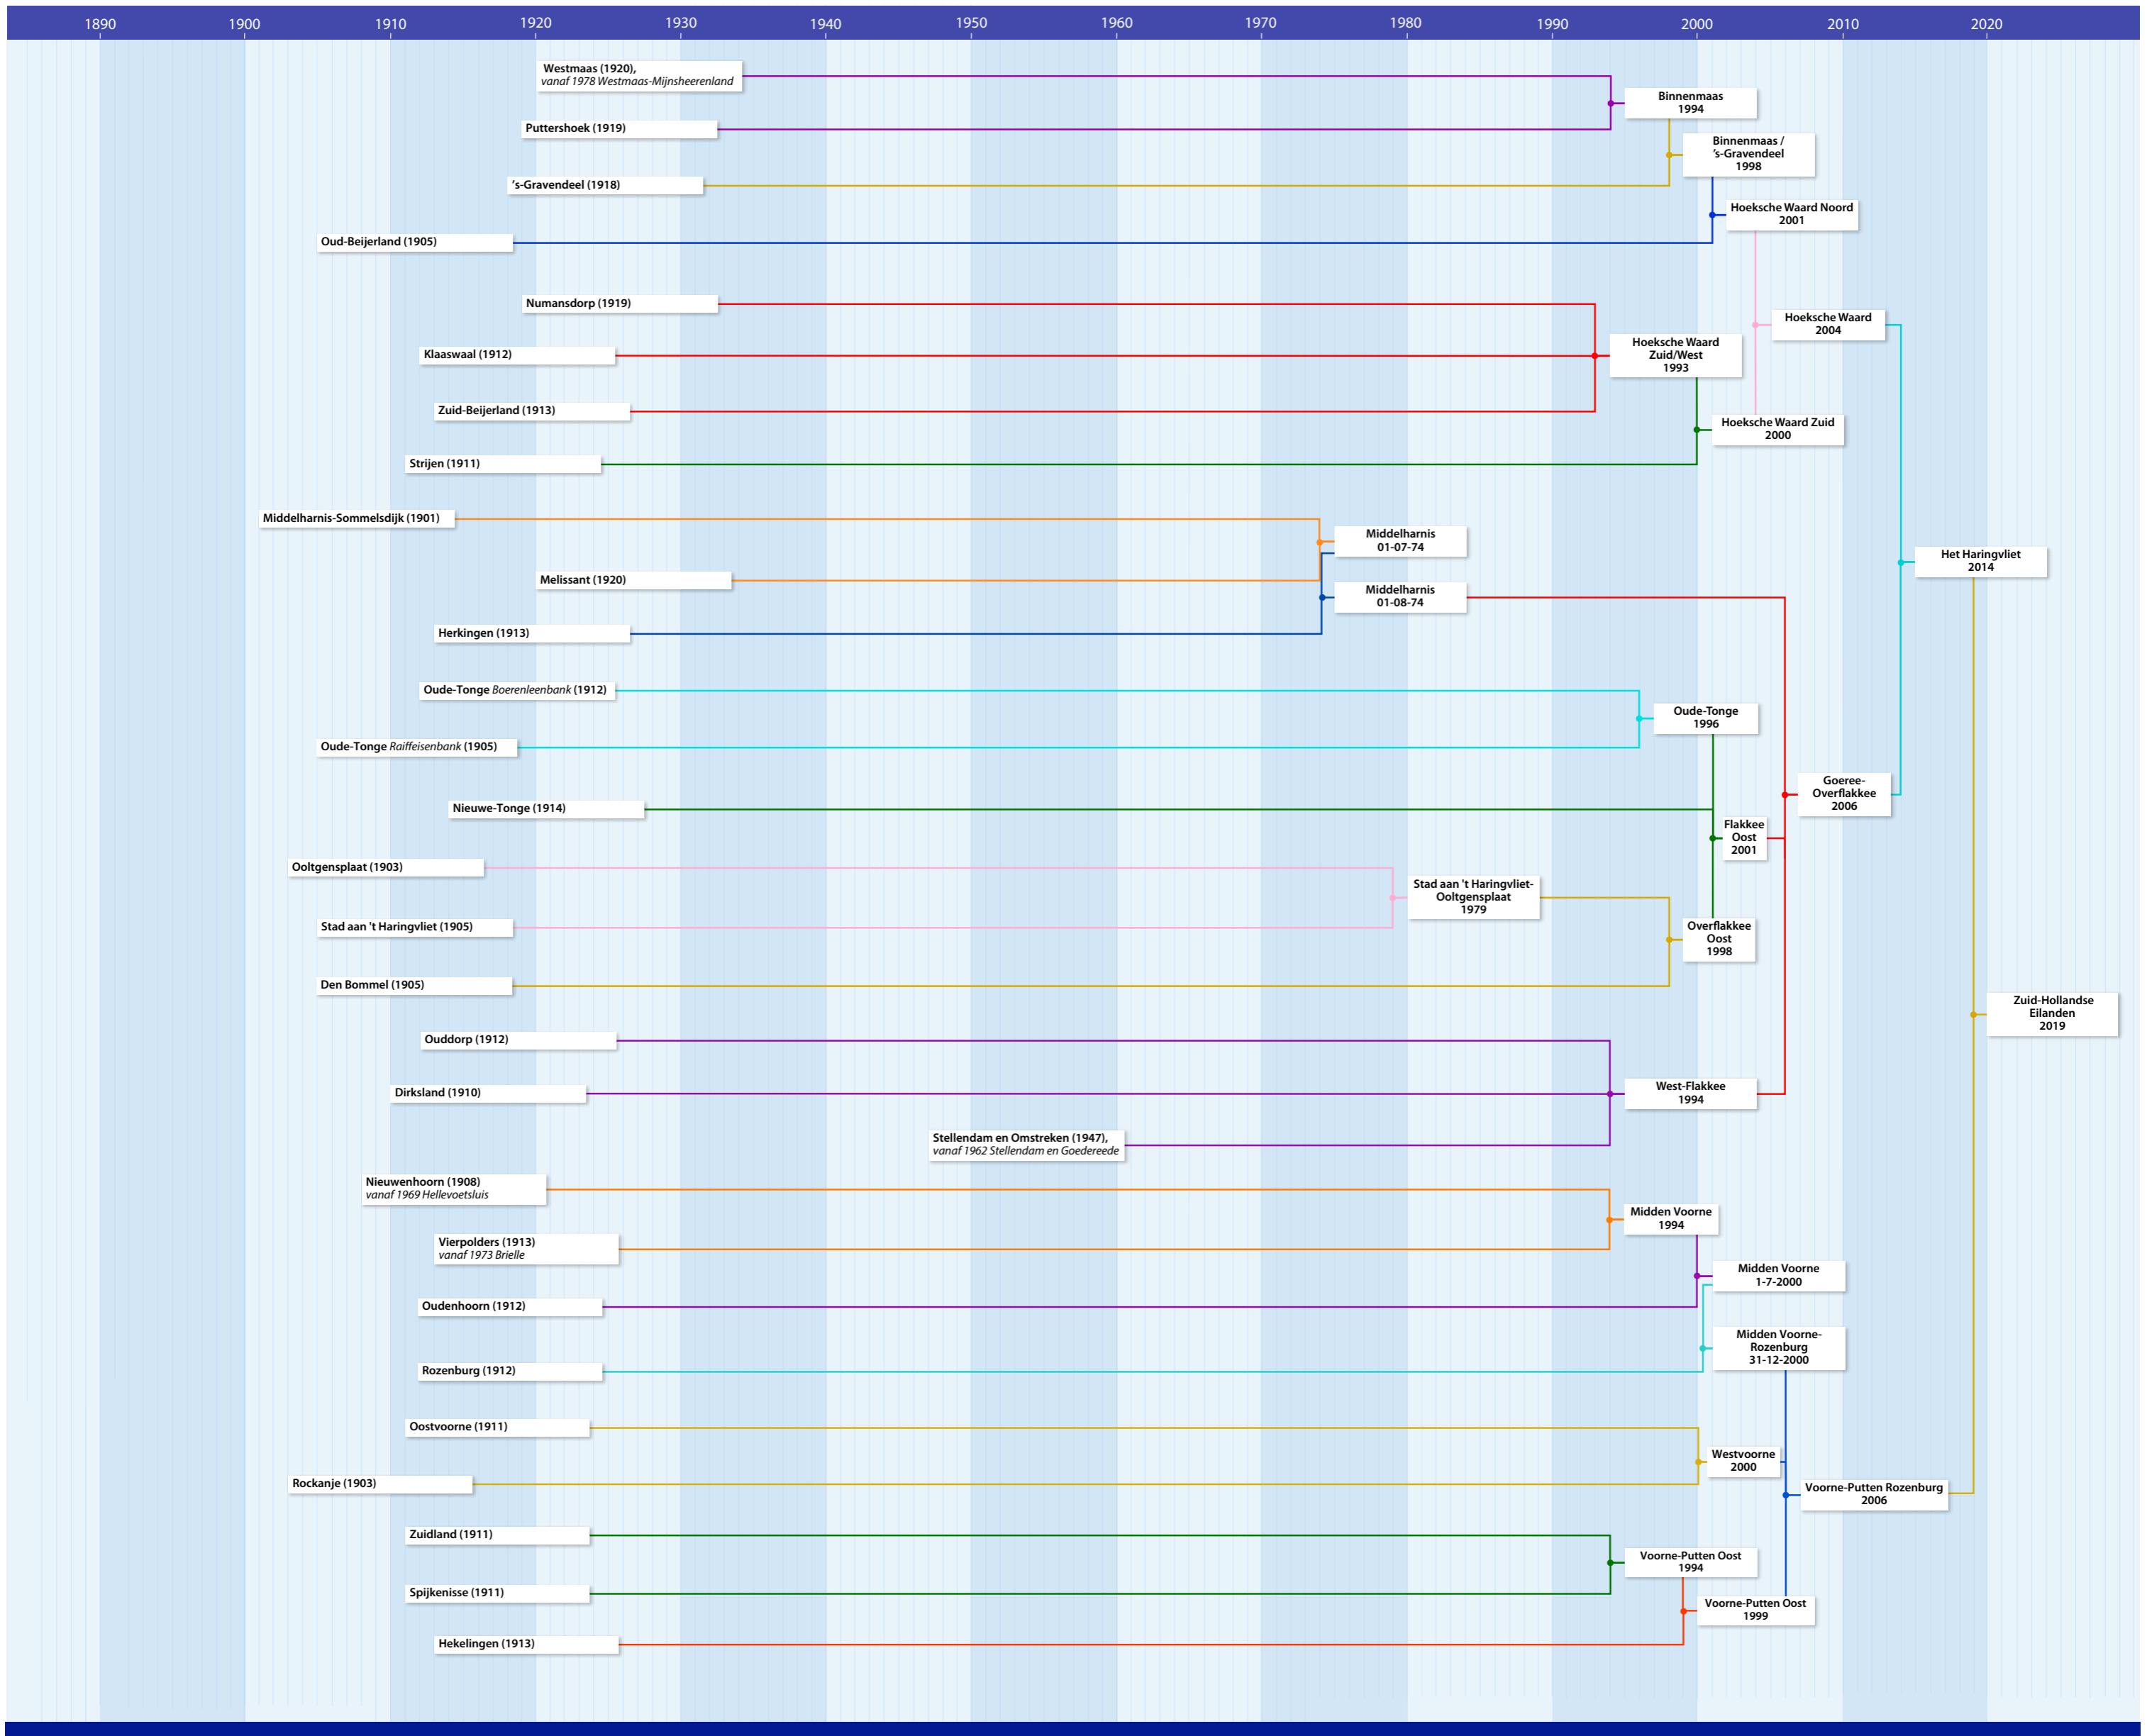 1890 1900 1910 1920 1930 1940 1950 1960 1970 1980 1990 2000 2010 2020
Westmaas (1920),
vanaf 1978 Westmaas-Mijnsheerenland
Binnenmaas
1994
Puttershoek (1919)
Binnenmaas /
’s-Gravendeel
1998
’s-Gravendeel (1918)
Hoeksche Waard Noord
2001
Oud-Beijerland (1905)
Numansdorp (1919)
Hoeksche Waard
2004
Klaaswaal (1912)
Hoeksche Waard
Zuid/West
1993
Zuid-Beijerland (1913)
Hoeksche Waard Zuid
2000
Strijen (1911)
Middelharnis-Sommelsdijk (1901)
Middelharnis
01-07-74
Het Haringvliet
2014
Melissant (1920)
Middelharnis
01-08-74
Herkingen (1913)
Oude-Tonge Boerenleenbank (1912)
Oude-Tonge
1996
Oude-Tonge Raiffeisenbank (1905)
Goeree-
Overflakkee
2006
Nieuwe-Tonge (1914)
Flakkee
Oost
2001
Ooltgensplaat (1903)
Stad aan 't Haringvliet-
Ooltgensplaat
1979
Stad aan 't Haringvliet (1905)
Overflakkee
Oost
1998
Den Bommel (1905)
Zuid-Hollandse
Eilanden
2019
Ouddorp (1912)
Dirksland (1910)
West-Flakkee
1994
Stellendam en Omstreken (1947),
vanaf 1962 Stellendam en Goedereede
Nieuwenhoorn (1908)
vanaf 1969 Hellevoetsluis
Midden Voorne
1994
Vierpolders (1913)
vanaf 1973 Brielle
Midden Voorne
1-7-2000
Oudenhoorn (1912)
Midden Voorne-
Rozenburg
31-12-2000
Rozenburg (1912)
Oostvoorne (1911)
Westvoorne
2000
Rockanje (1903)
Voorne-Putten Rozenburg
2006
Zuidland (1911)
Voorne-Putten Oost
1994
Spijkenisse (1911)
Voorne-Putten Oost
1999
Hekelingen (1913)